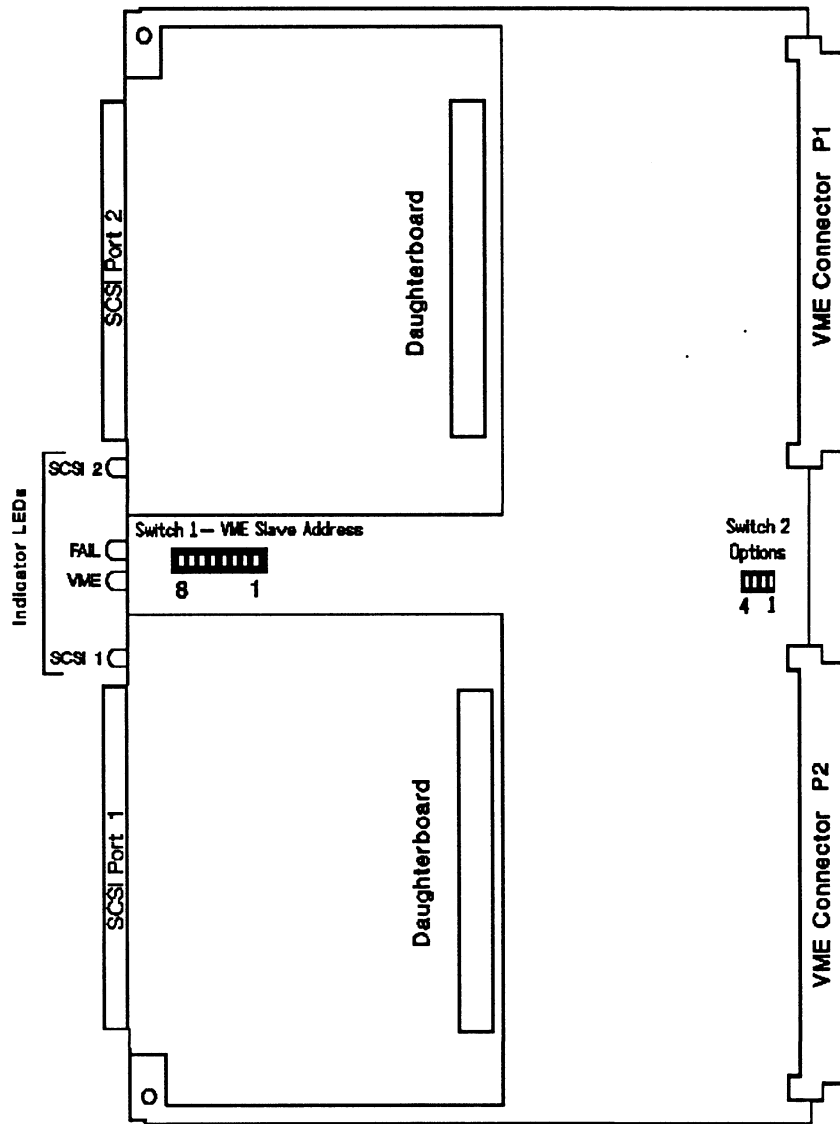 SCSI Port 2
Daughterboard
VME Connector P1
Indicator LEDs
SCSI 2
FAIL
VME
SCSI 1
Switch 1— VME Slave Address
8 1
Switch 2
Options
4 1
SCSI Port 1
Daughterboard
VME Connector P2